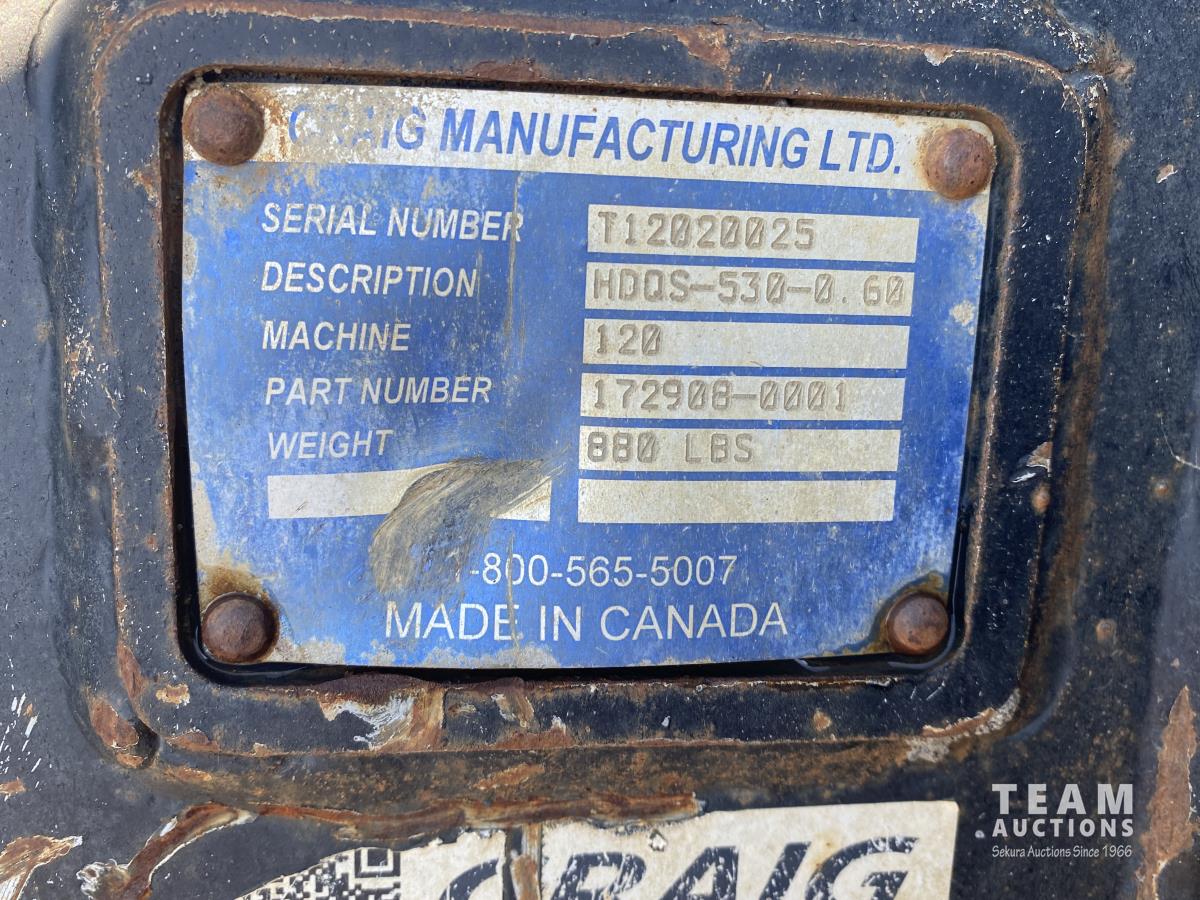 CRAIG MANUFACTURING LTD.
SERIAL NUMBER T12020025
DESCRIPTION HDQS-530-0.60
MACHINE 120
PART NUMBER 172908-0001
WEIGHT 880 LBS
1-800-565-5007
MADE IN CANADA
CRAIG
TEAM
AUCTIONS
Sekura Auctions Since 1966